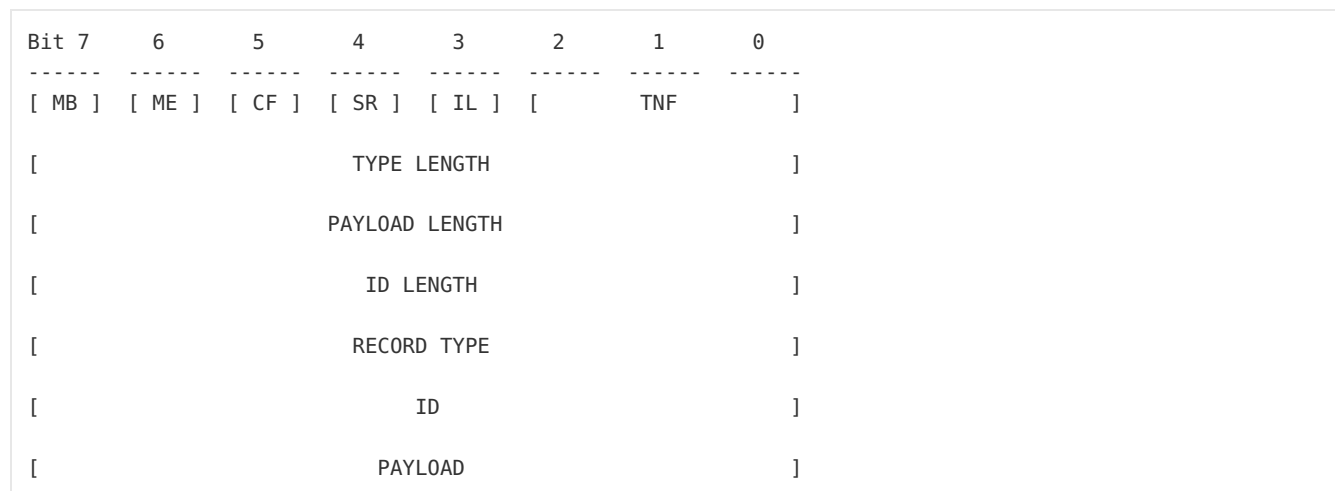 Bit 7     6       5       4       3       2       1       0
------  ------  ------  ------  ------  ------  ------  ------
[ MB ]  [ ME ]  [ CF ]  [ SR ]  [ IL ]  [        TNF         ]
[                         TYPE LENGTH                        ]
[                       PAYLOAD LENGTH                       ]
[                          ID LENGTH                         ]
[                         RECORD TYPE                        ]
[                              ID                            ]
[                           PAYLOAD                          ]